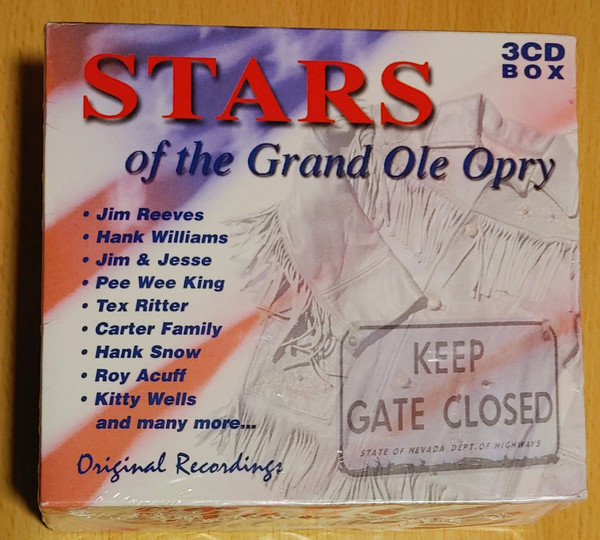 STARS
3CD
BOX
of the Grand Ole Opry
• Jim Reeves
• Hank Williams
• Jim & Jesse
• Pee Wee King
• Tex Ritter
• Carter Family
• Hank Snow
• Roy Acuff
• Kitty Wells
and many more...
Original Recordings
KEEP
GATE CLOSED
STATE OF NEVADA DEPT. OF HIGHWAYS